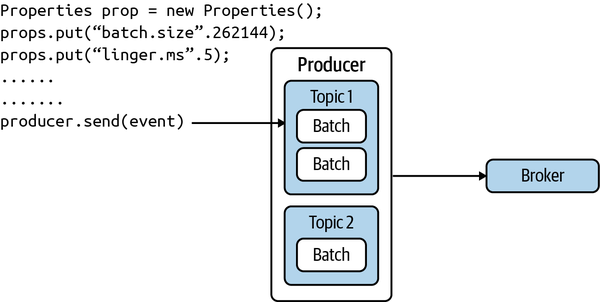 Properties prop = new Properties();
props.put(“batch.size”.262144);
props.put(“linger.ms”.5);
......
.......
producer.send(event)
Producer
Topic 1
Batch
Batch
Topic 2
Batch
Broker